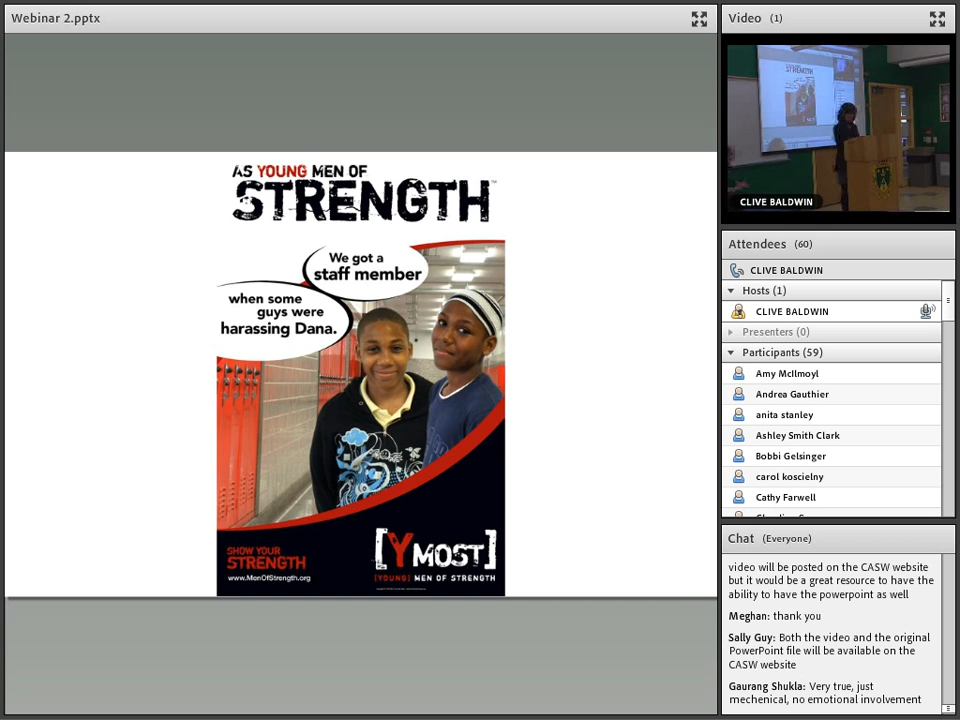 Webinar 2.pptx
AS YOUNG MEN OF
STRENGTH™
We got a
staff member
when some
guys were
harassing Dana.
SHOW YOUR
STRENGTH
www.MenOfStrength.org
[YMOST]
[YOUNG] MEN OF STRENGTH
Video (1)
STRENGTH
CLIVE BALDWIN
Attendees (60)
CLIVE BALDWIN
Hosts (1)
CLIVE BALDWIN
Presenters (0)
Participants (59)
Amy McIlmoyl
Andrea Gauthier
anita stanley
Ashley Smith Clark
Bobbi Gelsinger
carol koscielny
Cathy Farwell
Chat (Everyone)
video will be posted on the CASW website
but it would be a great resource to have the
ability to have the powerpoint as well
Meghan: thank you
Sally Guy: Both the video and the original
PowerPoint file will be available on the
CASW website
Gaurang Shukla: Very true, just
mechenical, no emotional involvement